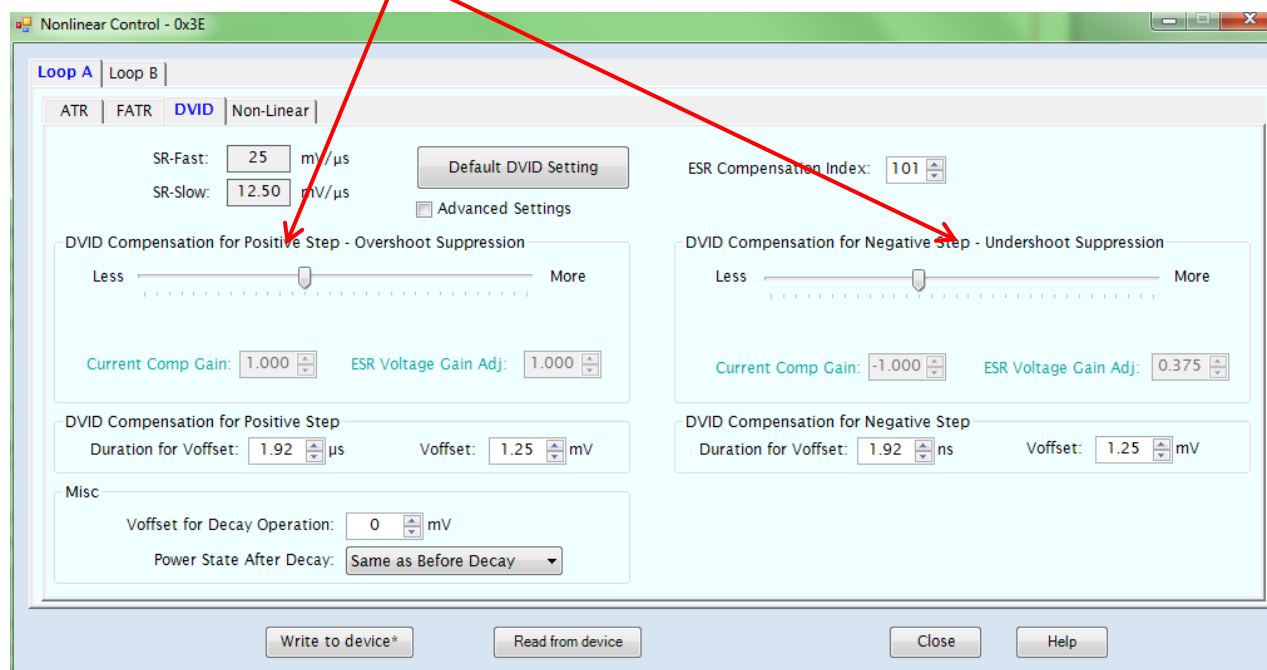 Nonlinear Control - 0x3E
Loop A Loop B
ATR FATR DVID Non-Linear
SR-Fast: 25 mV/µs
SR-Slow: 12.50 mV/µs
Default DVID Setting
Advanced Settings
ESR Compensation Index: 101
DVID Compensation for Positive Step - Overshoot Suppression
Less More
Current Comp Gain: 1.000 ESR Voltage Gain Adj: 1.000
DVID Compensation for Negative Step - Undershoot Suppression
Less More
Current Comp Gain: -1.000 ESR Voltage Gain Adj: 0.375
DVID Compensation for Positive Step
Duration for Voffset: 1.92 µs Voffset: 1.25 mV
DVID Compensation for Negative Step
Duration for Voffset: 1.92 ns Voffset: 1.25 mV
Misc
Voffset for Decay Operation: 0 mV
Power State After Decay: Same as Before Decay
Write to device* Read from device Close Help